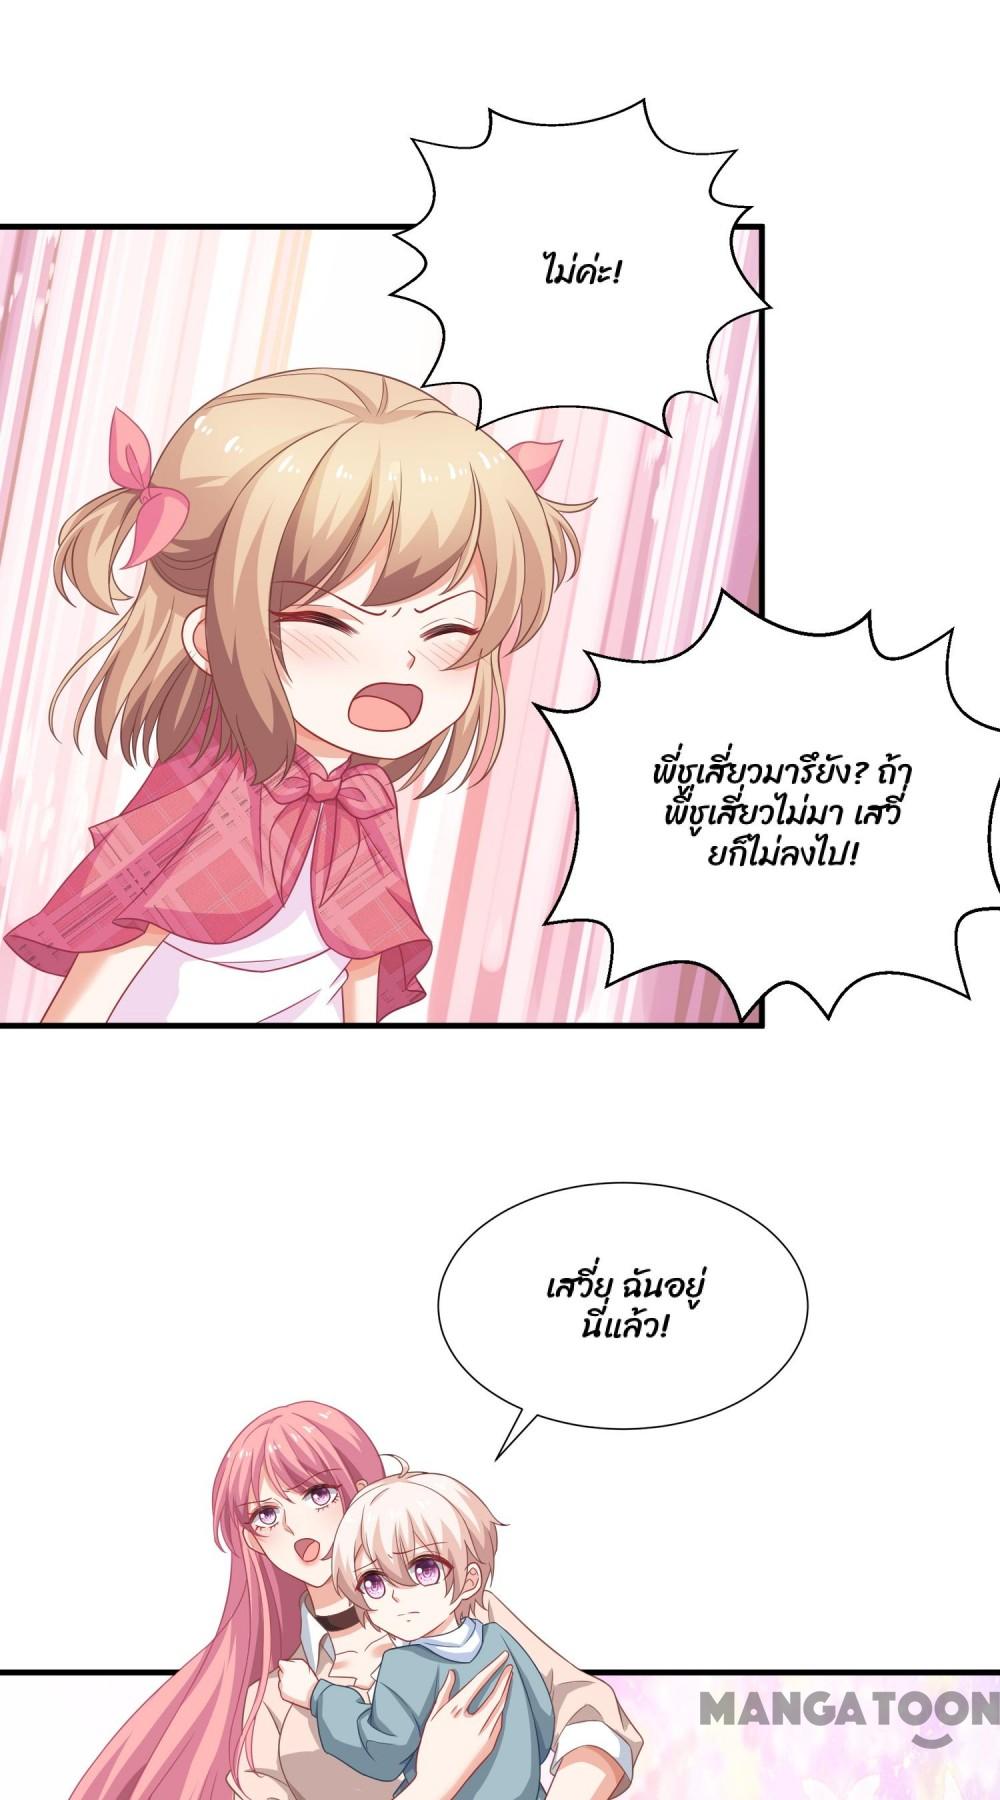 ไม่ค่ะ!
พี่ชูเสี่ยวมารึยัง? ถ้า
พี่ชูเสี่ยวไม่มา เสวี่
ยก็ไม่ลงไป!
เสวี่ย ฉันอยู่
นี่แล้ว!
MANGATOON